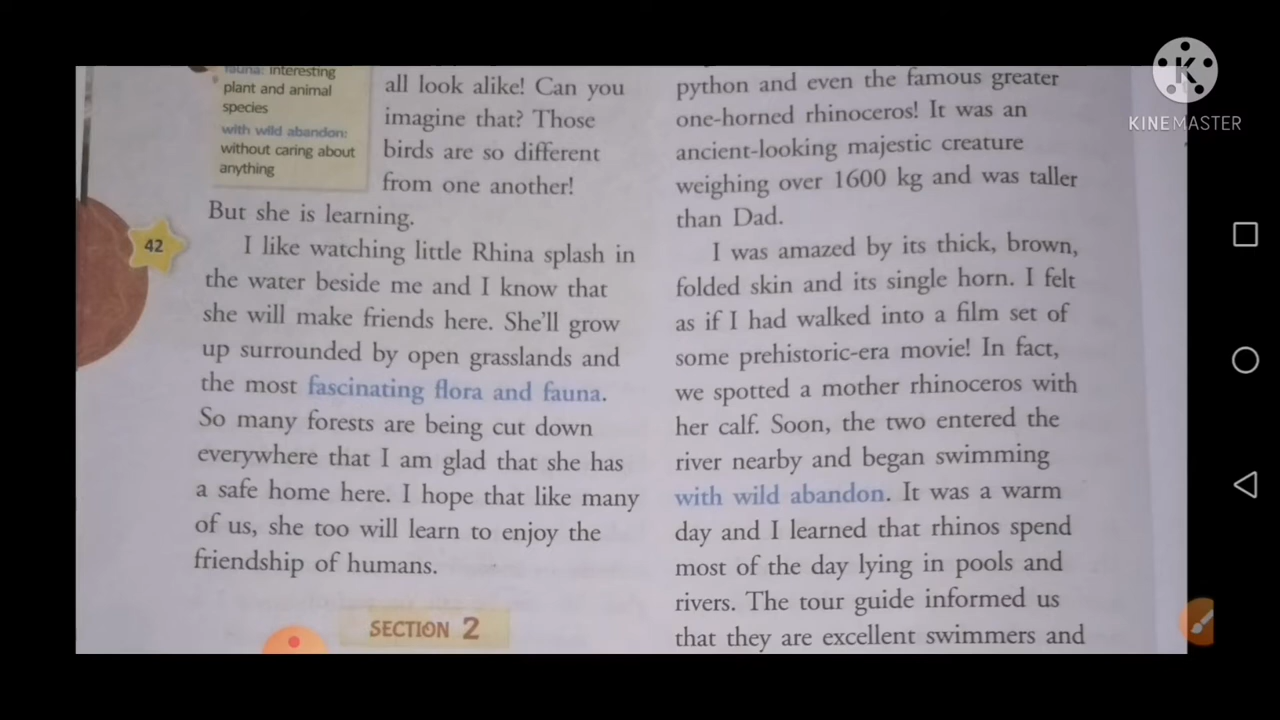 fauna: interesting
plant and animal
species
with wild abandon:
without caring about
anything
all look alike! Can you
imagine that? Those
birds are so different
from one another!
But she is learning.
42
I like watching little Rhina splash in
the water beside me and I know that
she will make friends here. She'll grow
up surrounded by open grasslands and
the most fascinating flora and fauna.
So many forests are being cut down
everywhere that I am glad that she has
a safe home here. I hope that like many
of us, she too will learn to enjoy the
friendship of humans.
SECTION 2
python and even the famous greater
one-horned rhinoceros! It was an
ancient-looking majestic creature
weighing over 1600 kg and was taller
than Dad.
I was amazed by its thick, brown,
folded skin and its single horn. I felt
as if I had walked into a film set of
some prehistoric-era movie! In fact,
we spotted a mother rhinoceros with
her calf. Soon, the two entered the
river nearby and began swimming
with wild abandon. It was a warm
day and I learned that rhinos spend
most of the day lying in pools and
rivers. The tour guide informed us
that they are excellent swimmers and
K
KINEMASTER